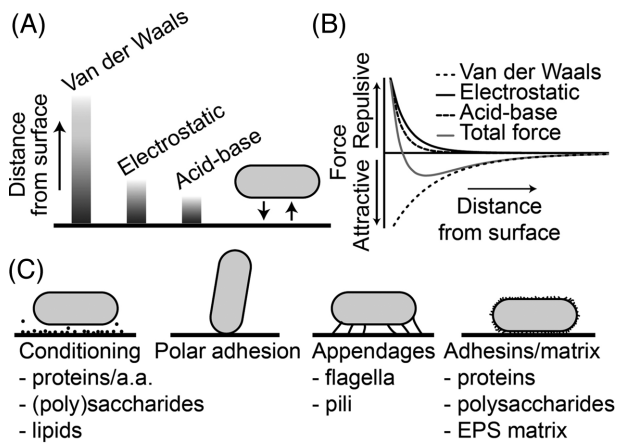 (A)
Van der Waals
Electrostatic
Acid-base
Distance
from surface
(B)
Van der Waals
Electrostatic
Acid-base
Total force
Force
Attractive Repulsive
Distance
from surface
(C)
Conditioning
- proteins/a.a.
- (poly)saccharides
- lipids
Polar adhesion
Appendages
- flagella
- pili
Adhesins/matrix
- proteins
- polysaccharides
- EPS matrix